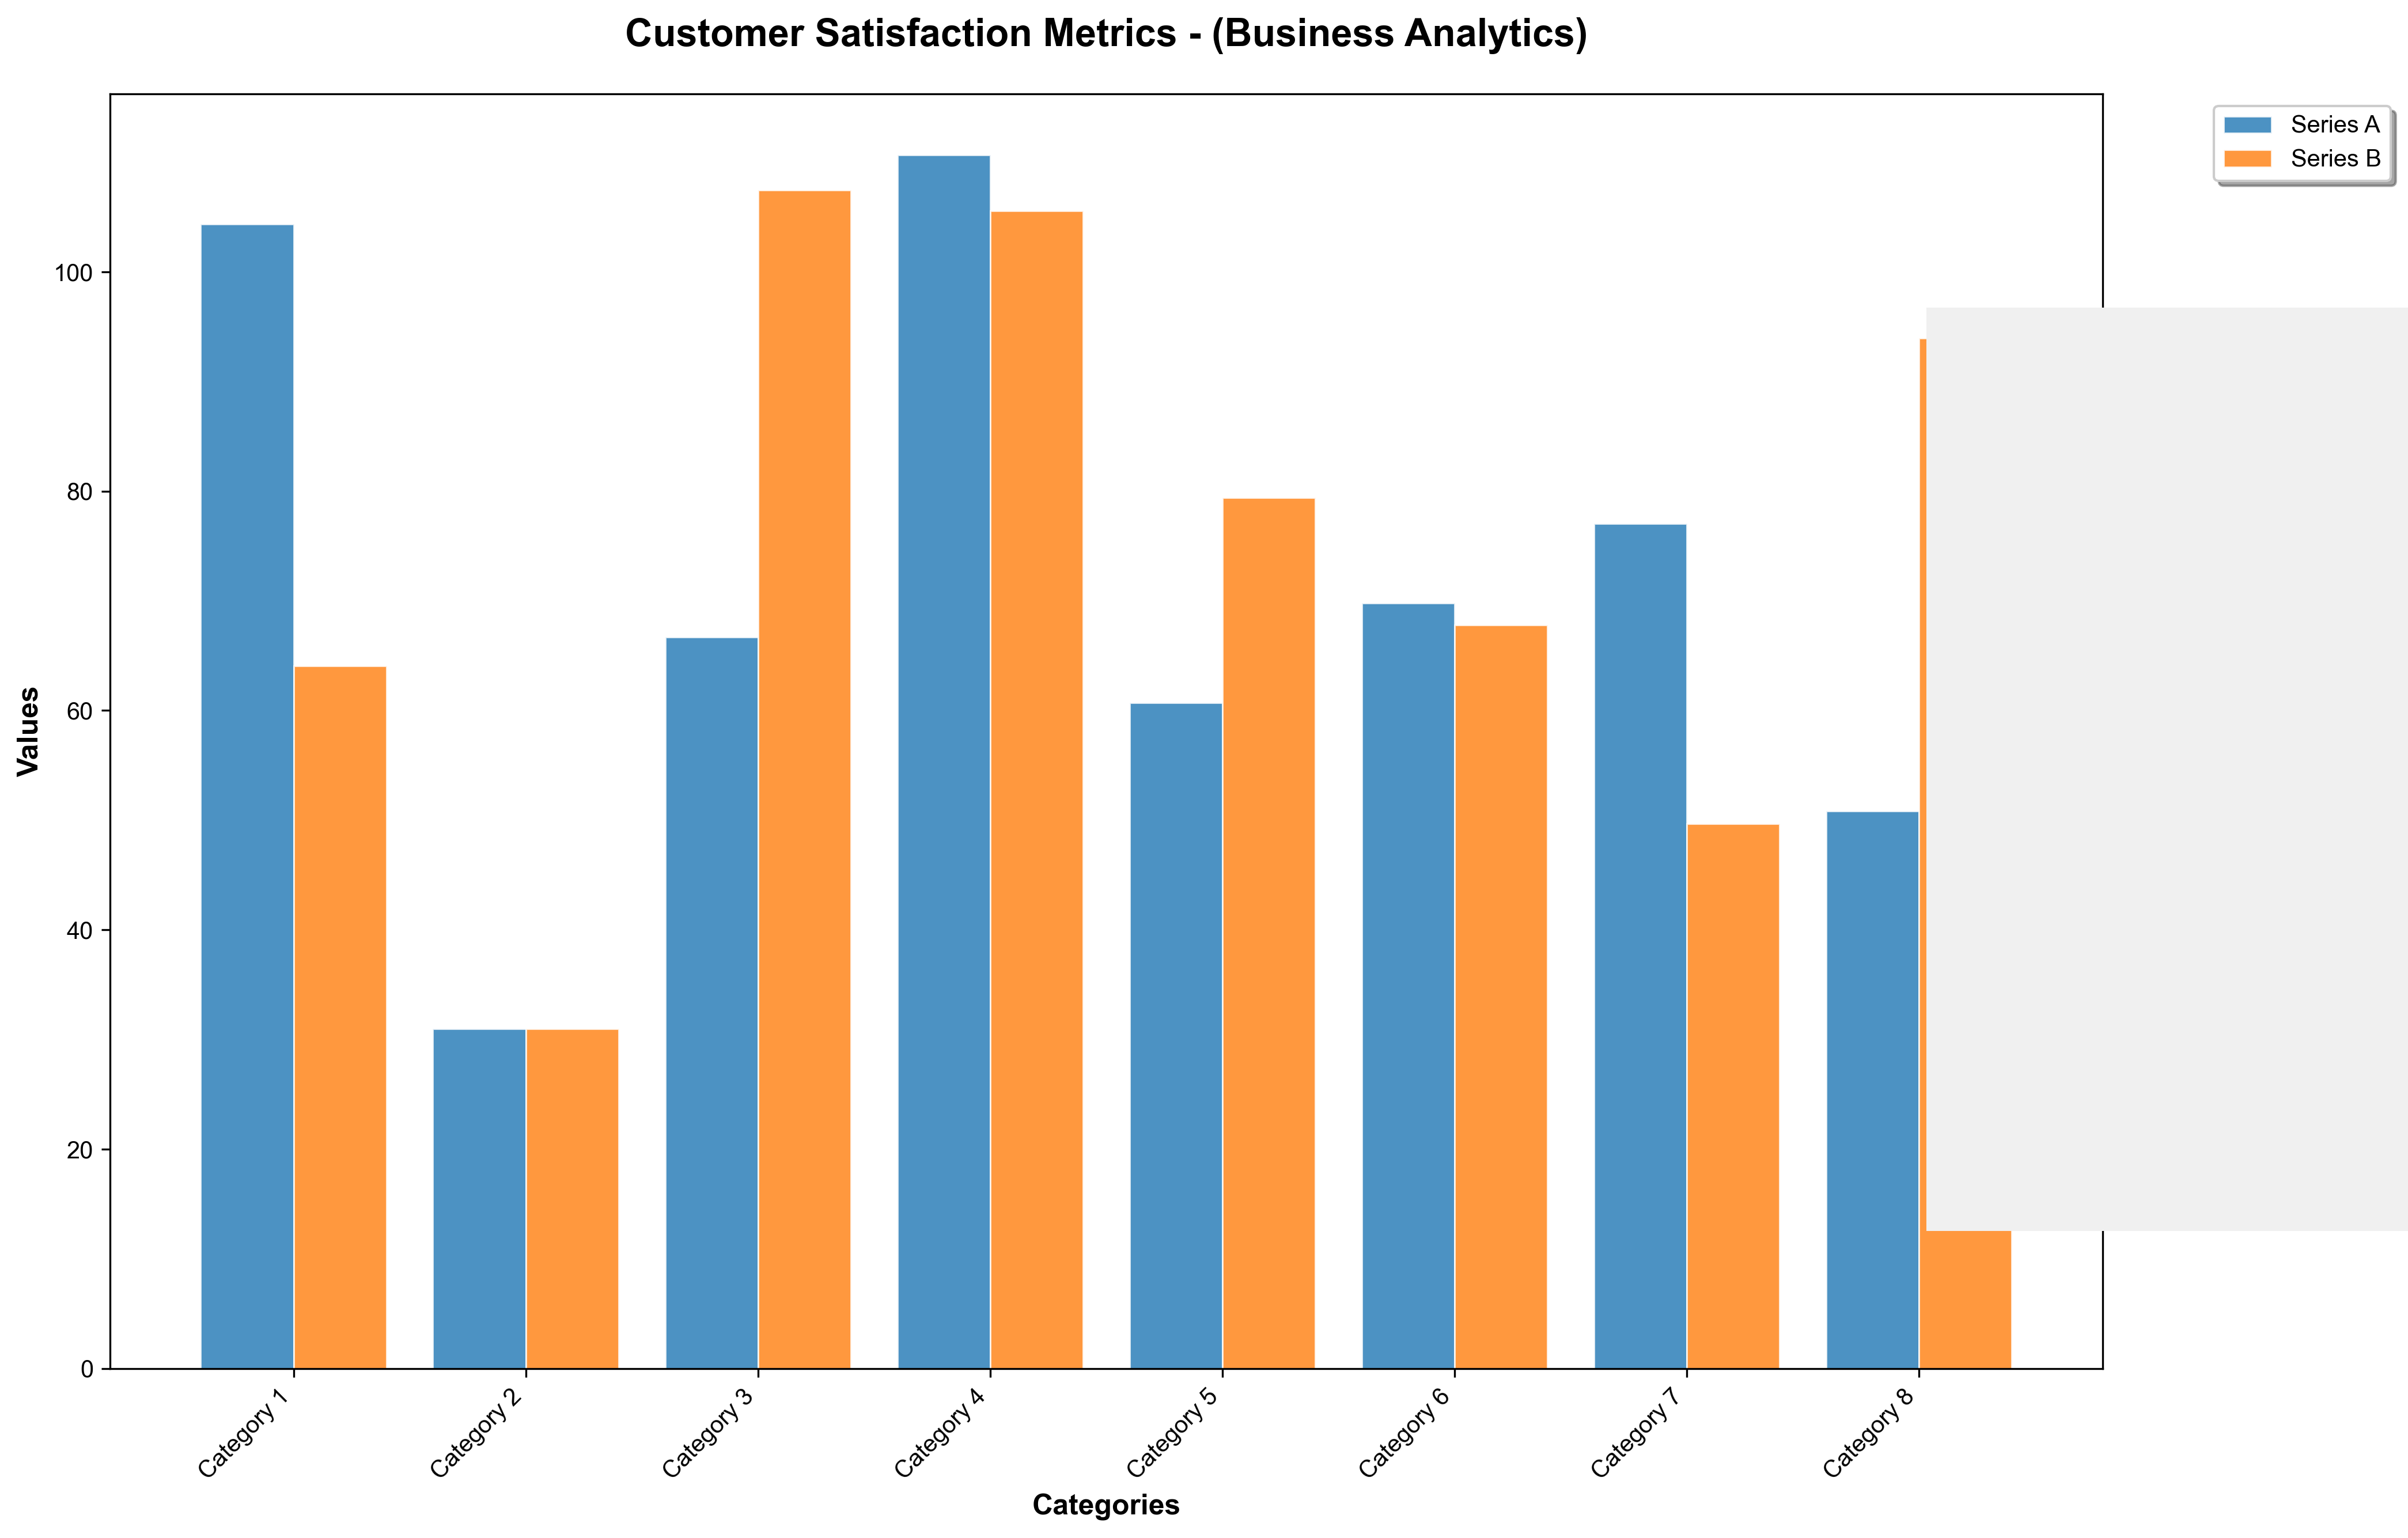 Customer Satisfaction Metrics - (Business Analytics)
Series A
Series B
100
80
60
40
20
0
Values
Category 1
Category 2
Category 3
Category 4
Category 5
Category 6
Category 7
Category 8
Categories